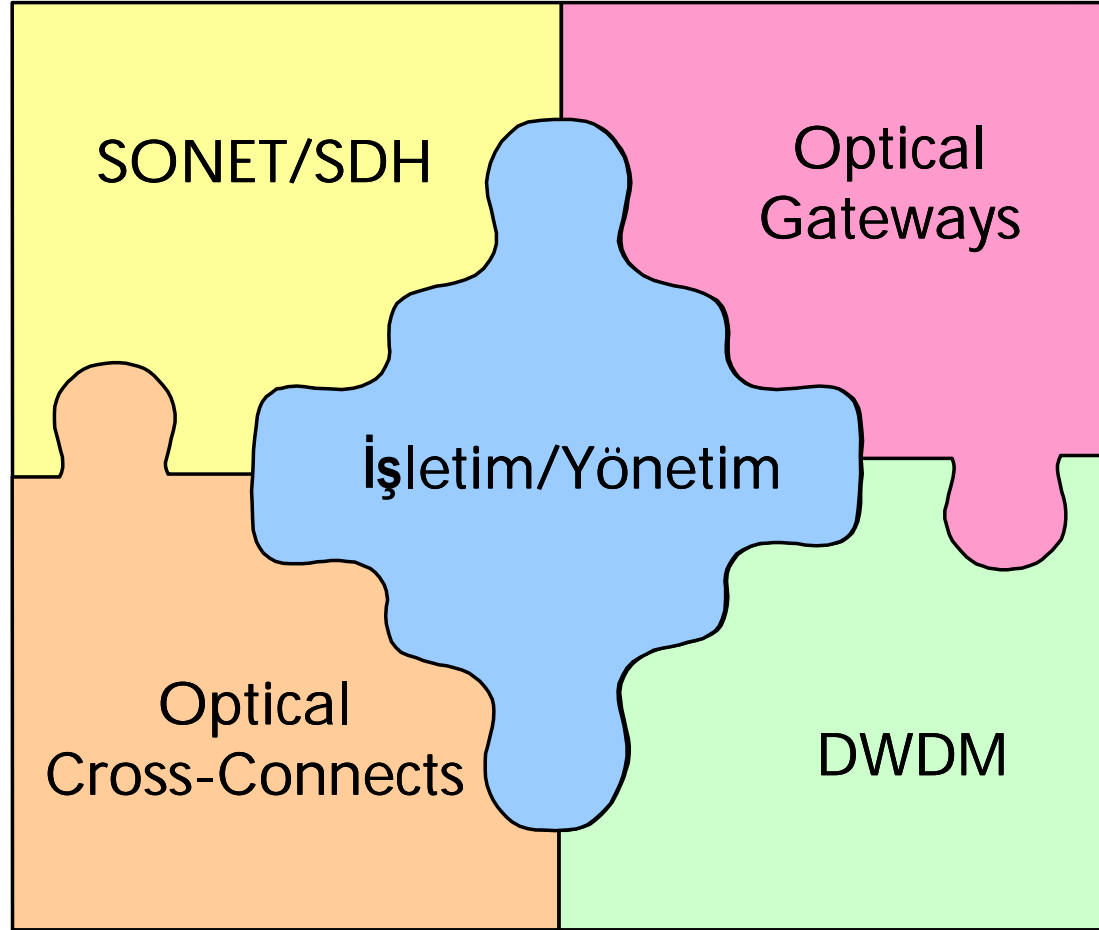 SONET/SDH
Optical
Gateways
İşletim/Yönetim
Optical
Cross-Connects
DWDM